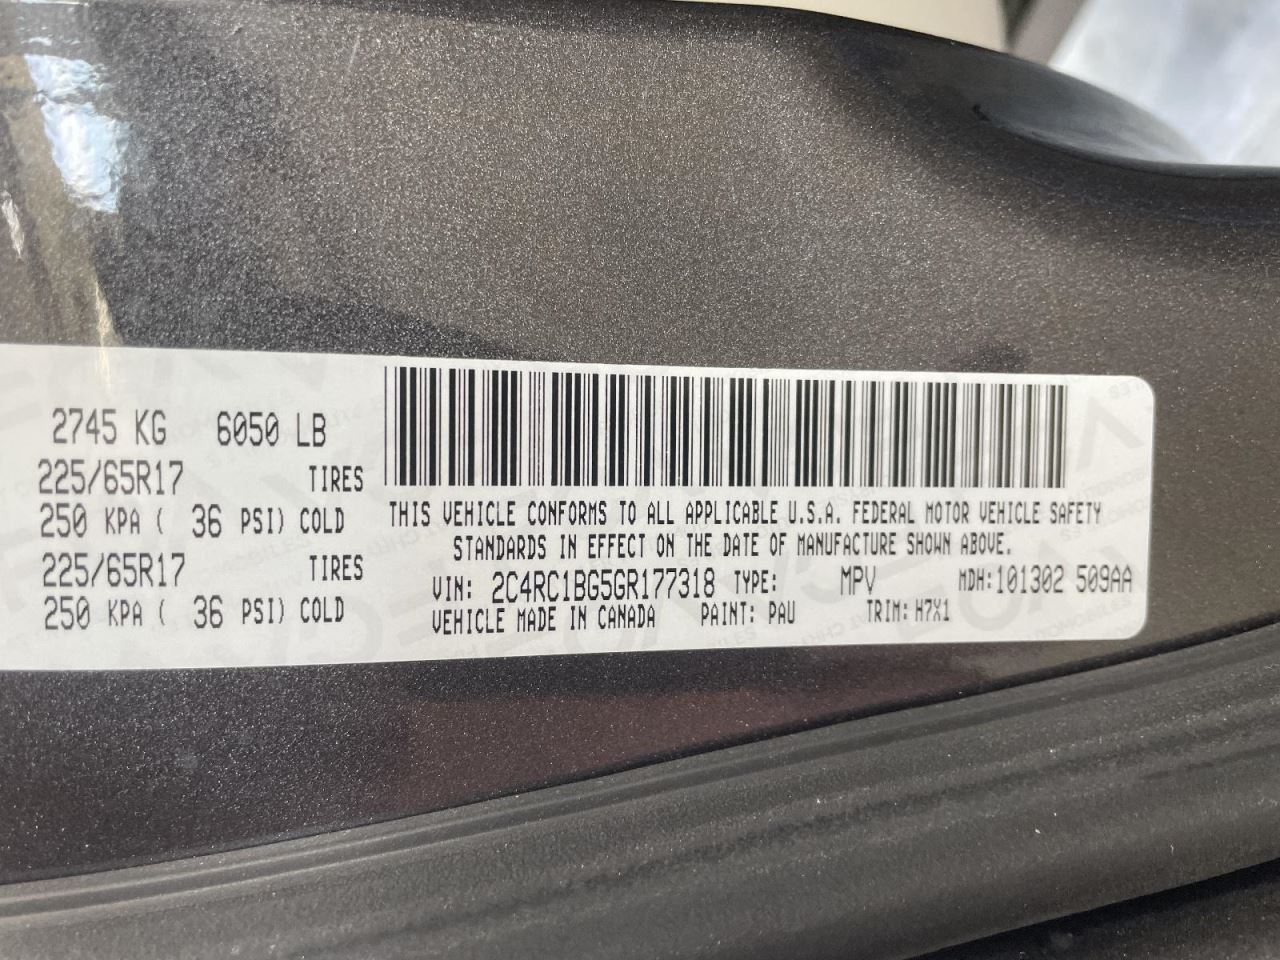 2745 KG 6050 LB
225/65R17 TIRES
250 KPA ( 36 PSI) COLD
225/65R17 TIRES
250 KPA ( 36 PSI) COLD
THIS VEHICLE CONFORMS TO ALL APPLICABLE U.S.A. FEDERAL MOTOR VEHICLE SAFETY
STANDARDS IN EFFECT ON THE DATE OF MANUFACTURE SHOWN ABOVE.
VIN: 2C4RC1BG5GR177318 TYPE: MPV MDH:101302 509AA
VEHICLE MADE IN CANADA PAINT: PAU TRIM: H7X1